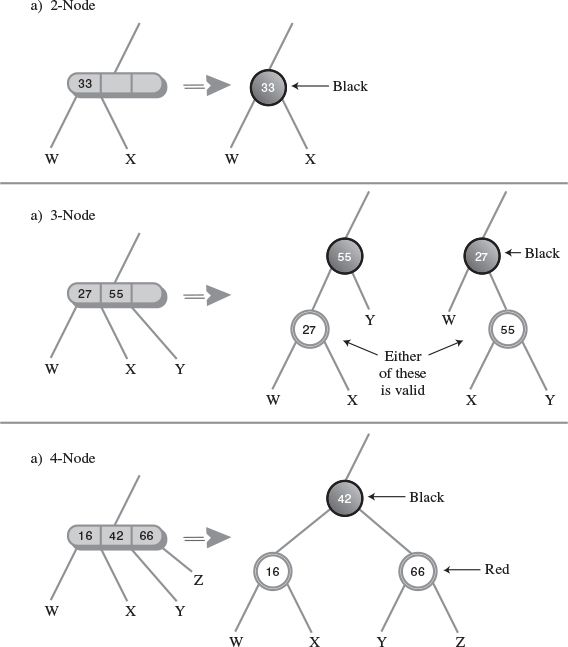 a) 2-Node
33
33
Black
W X W X
a) 3-Node
27 55
55
27
Black
Y
W
27
55
Either
of these
is valid
W X Y
W X X Y
a) 4-Node
16 42 66
42
Black
16
66
Red
Z
W X Y
W X Y Z